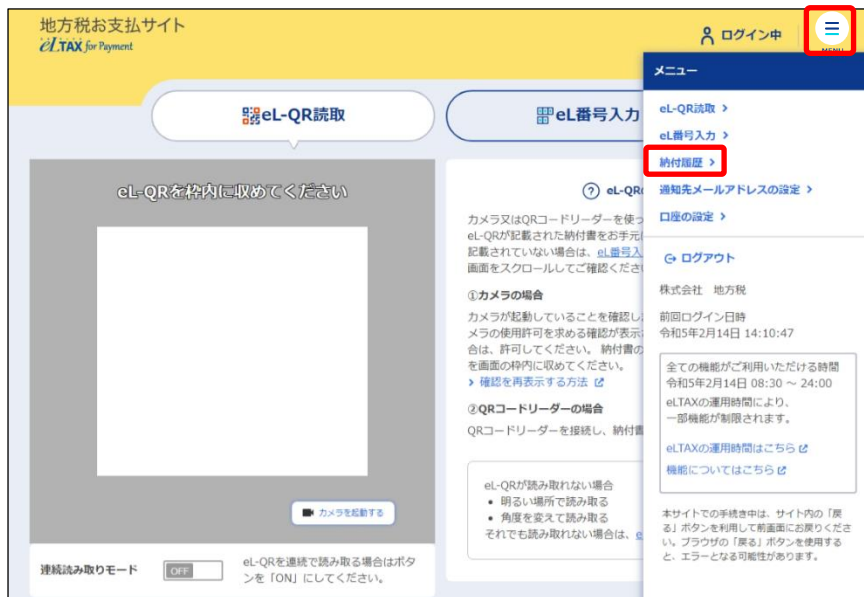 地方税お支払サイト
eLTAX for Payment
ログイン中
MENU
eL-QR読取
eL番号入力
eL-QRを枠内に収めてください
カメラを起動する
連続読み取りモード
OFF
eL-QRを連続で読み取る場合はボタ
ンを「ON」にしてください。
? eL-QR
カメラ又はQRコードリーダーを使っ
eL-QRが記載された納付書をお手元
記載されていない場合は、eL番号入
画面をスクロールしてご確認くださ
①カメラの場合
カメラが起動していることを確認し
メラの使用許可を求める確認が表示
合は、許可してください。 納付書の
を画面の枠内に収めてください。
確認を再表示する方法
②QRコードリーダーの場合
QRコードリーダーを接続し、納付書
eL-QRが読み取れない場合
• 明るい場所で読み取る
• 角度を変えて読み取る
それでも読み取れない場合は、e
メニュー
eL-QR読取
eL番号入力
納付履歴
通知先メールアドレスの設定
口座の設定
ログアウト
株式会社 地方税
前回ログイン日時
令和5年2月14日 14:10:47
全ての機能がご利用いただける時間
令和5年2月14日 08:30 ～ 24:00
eLTAXの運用時間により、
一部機能が制限されます。
eLTAXの運用時間はこちら
機能についてはこちら
本サイトでの手続き中は、サイト内の「戻
る」ボタンを利用して前画面にお戻りくださ
い。ブラウザの「戻る」ボタンを使用する
と、エラーとなる可能性があります。